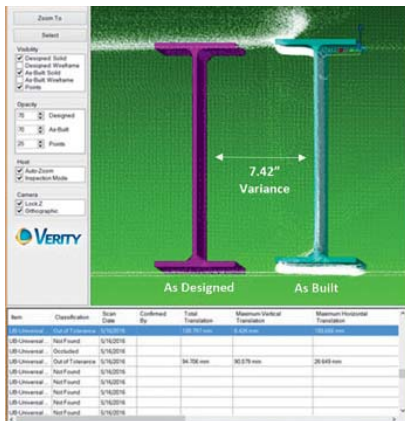 Zoom To
Select
Visibility
Designed Solid
Designed Wireframe
As-Built Solid
As-Built Wireframe
Points
Opacity
Designed
As-Built
25 Points
Host
Auto-Zoom
Inspection Mode
Camera
Lock Z
Orthographic
VERITY
7.42"
Variance
As Designed
As Built
Item Classification Scan Date Confirmed By Total Translation Maximum Vertical Translation Maximum Horizontal Translation
UB-Universal ... Out of Tolerance 5/16/2016
UB-Universal ... Not Found 5/16/2016
UB-Universal ... Occluded 5/16/2016
UB-Universal ... Out of Tolerance 5/16/2016 94.706 mm 90.879 mm 26.649 mm
UB-Universal ... Not Found 5/16/2016
UB-Universal ... Not Found 5/16/2016
UB-Universal ... Not Found 5/16/2016
UB-Universal ... Not Found 5/16/2016
UB-Universal ... Not Found 5/16/2016